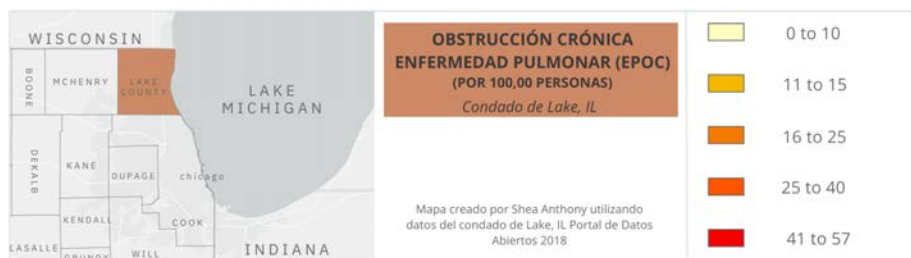 WISCONSIN
BOONE
MCHENRY
LAKE
COUNTY
LAKE
MICHIGAN
DEKALB
KANE
DUPAGE
chicago
KENDALL
COOK
LASALLE
GRUNDY
WILL
INDIANA
OBSTRUCCIÓN CRÓNICA
ENFERMEDAD PULMONAR (EPOC)
(POR 100,00 PERSONAS)
Condado de Lake, IL
Mapa creado por Shea Anthony utilizando
datos del condado de Lake, IL Portal de Datos
Abiertos 2018
0 to 10
11 to 15
16 to 25
25 to 40
41 to 57